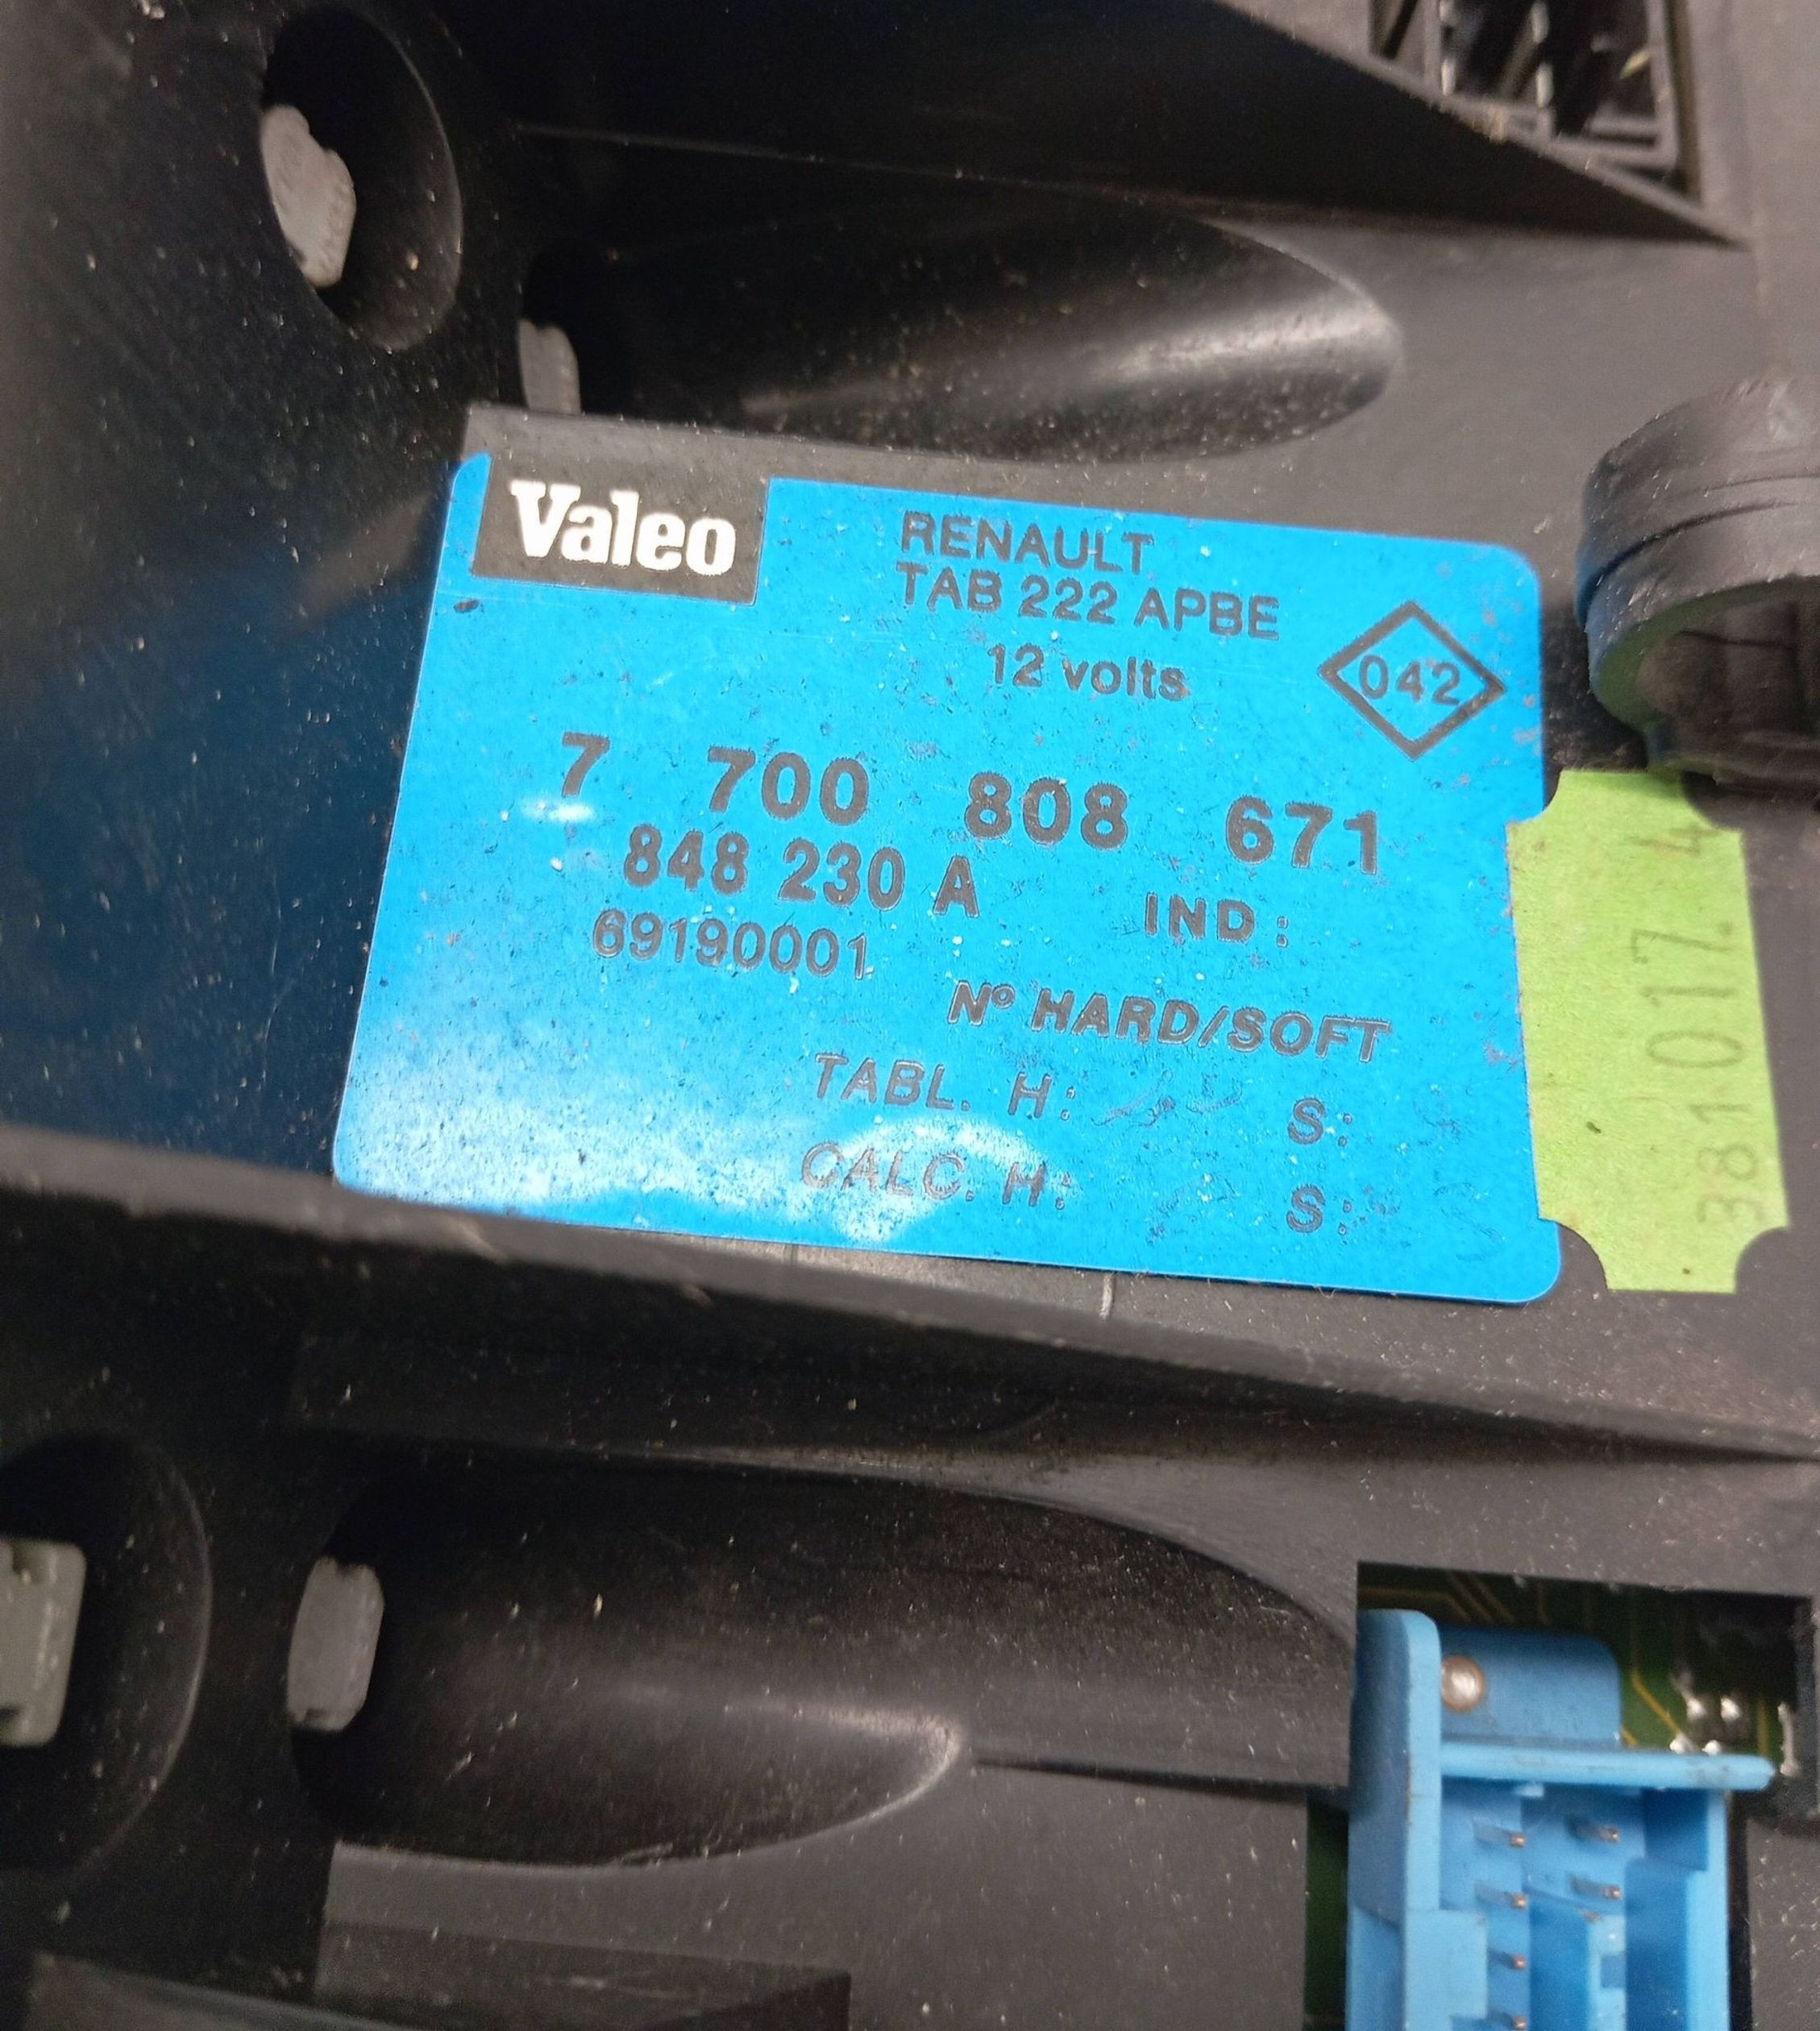 Valeo
RENAULT
TAB 222 APBE
12 volts
042
7 700 808 671
848 230 A IND:
69190001
Nº HARD/SOFT
TABL. H: S:
CALC. H: S:
381 017. 4